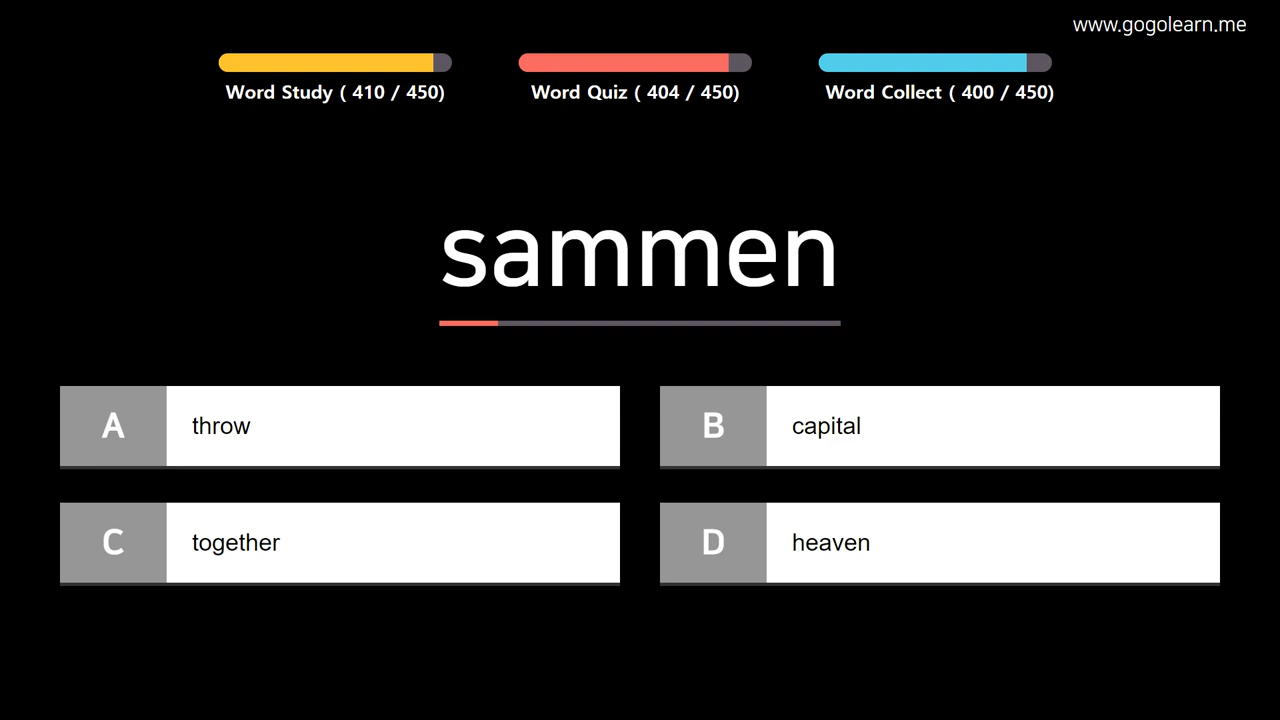 www.gogolearn.me
Word Study ( 410 / 450)
Word Quiz ( 404 / 450)
Word Collect ( 400 / 450)
sammen
A throw
B capital
C together
D heaven